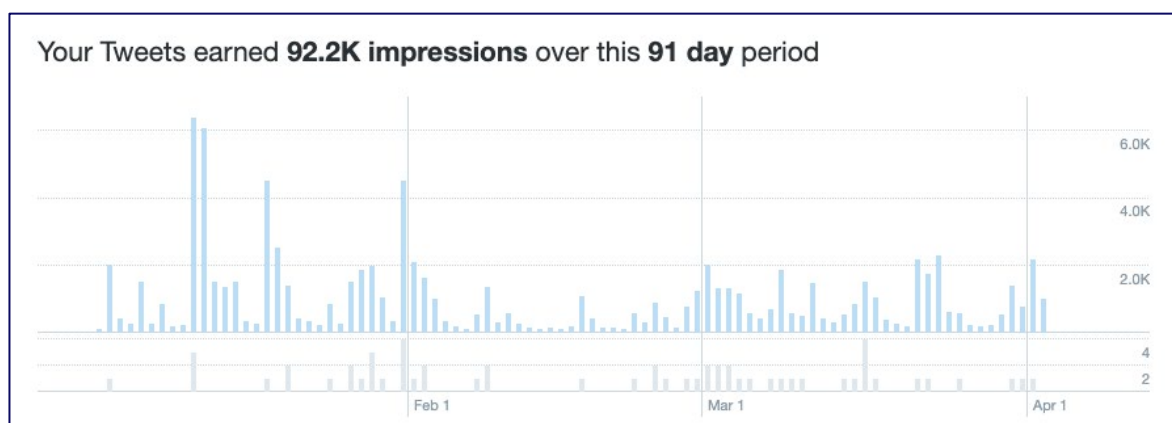 Your Tweets earned 92.2K impressions over this 91 day period
6.0K
4.0K
2.0K
4
2
Feb 1
Mar 1
Apr 1